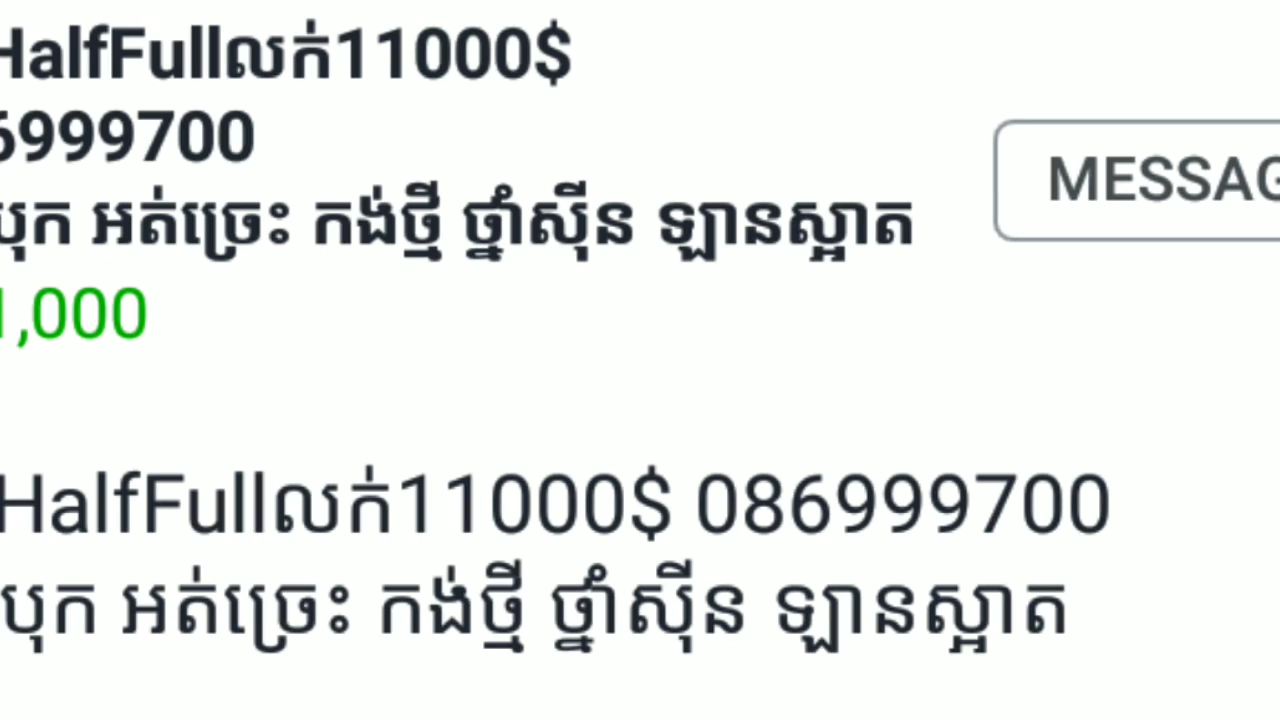 HalfFullលក់11000$
6999700
បុក អត់ច្រេះ កង់ថ្មី ថ្នាំស៊ីន ឡានស្អាត
MESSAG
1,000
HalfFullលក់11000$ 086999700
បុក អត់ច្រេះ កង់ថ្មី ថ្នាំស៊ីន ឡានស្អាត